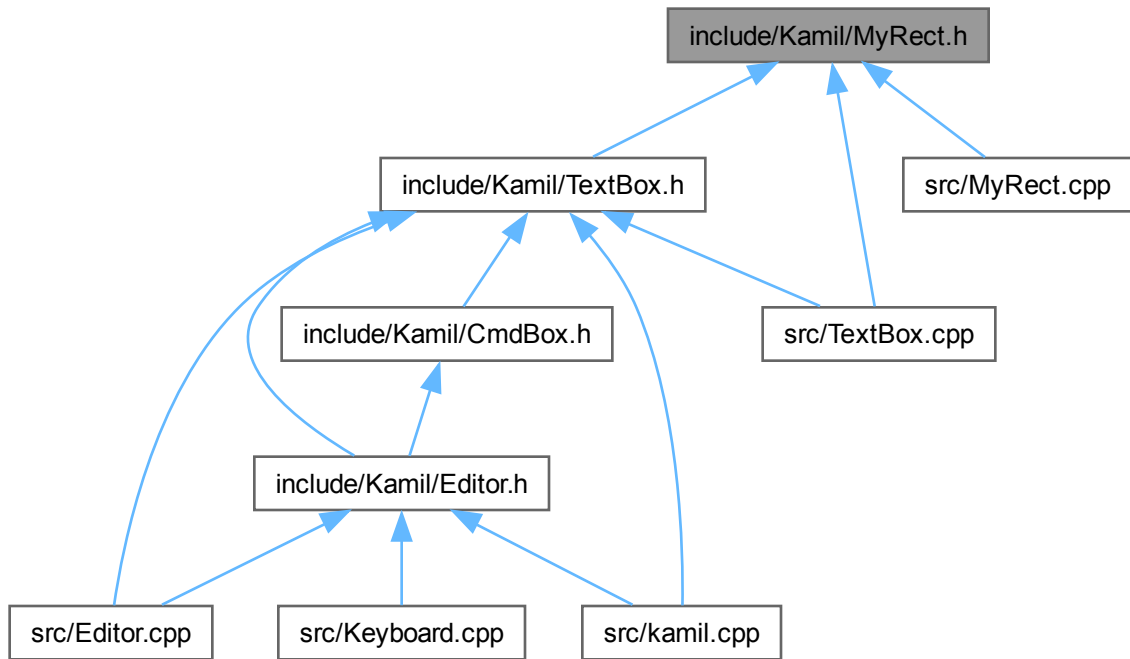 include/Kamil/MyRect.h
include/Kamil/TextBox.h
src/MyRect.cpp
include/Kamil/CmdBox.h
src/TextBox.cpp
include/Kamil/Editor.h
src/Editor.cpp
src/Keyboard.cpp
src/kamil.cpp